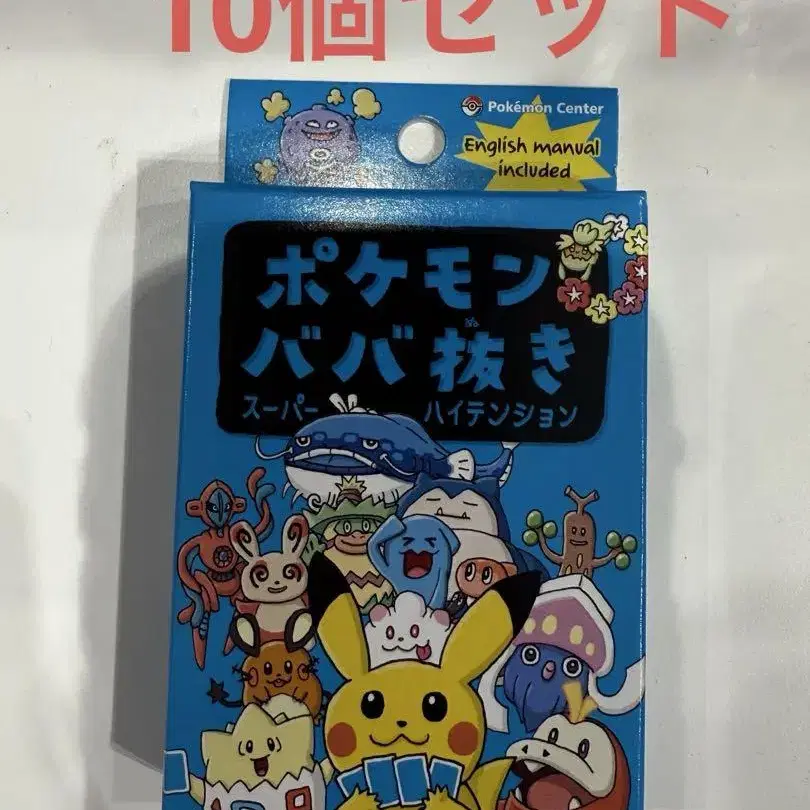 10個セット
Pokémon Center
English manual
included
ポケモン
ババ抜き
スーパー ハイテンション